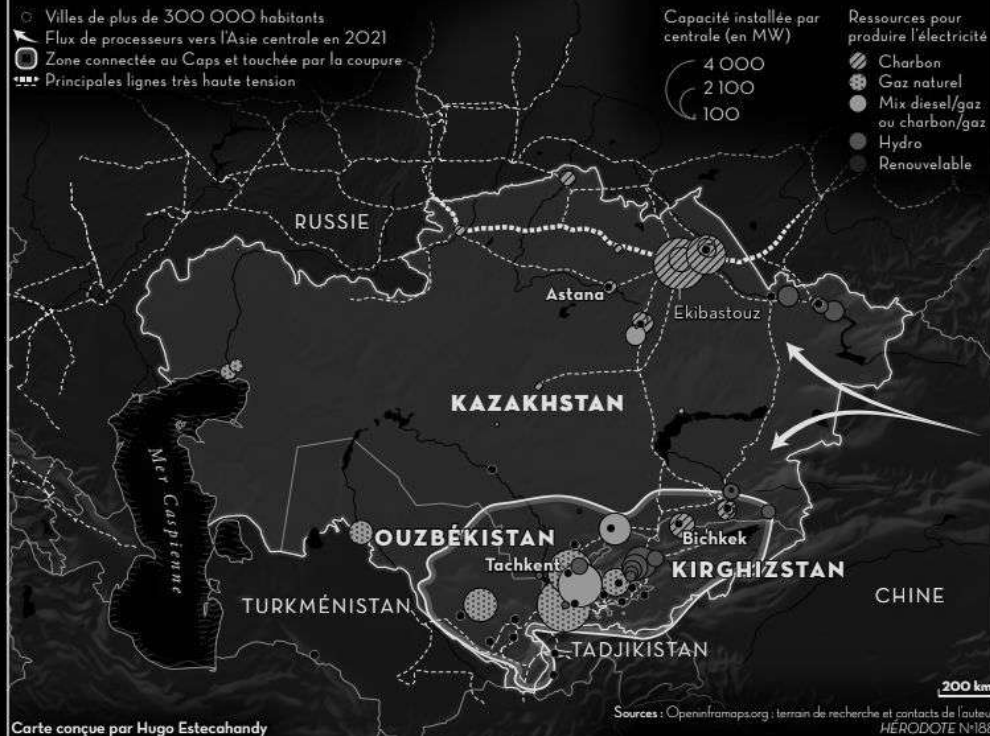 Villes de plus de 300 000 habitants
Flux de processeurs vers l'Asie centrale en 2021
Zone connectée au Caps et touchée par la coupure
Principales lignes très haute tension
Capacité installée par
centrale (en MW)
4 000
2 100
100
Ressources pour
produire l'électricité
Charbon
Gaz naturel
Mix diesel/gaz
ou charbon/gaz
Hydro
Renouvelable
RUSSIE
Astana
Ekibastouz
KAZAKHSTAN
Mer Caspienne
OUZBÉKISTAN
Bichkek
Tachkent
KIRGHIZSTAN
TURKMÉNISTAN
CHINE
TADJIKISTAN
200 km
Carte conçue par Hugo Estecahandy
Sources : Openinframaps.org ; terrain de recherche et contacts de l'auteu
HÉRODOTE N°188